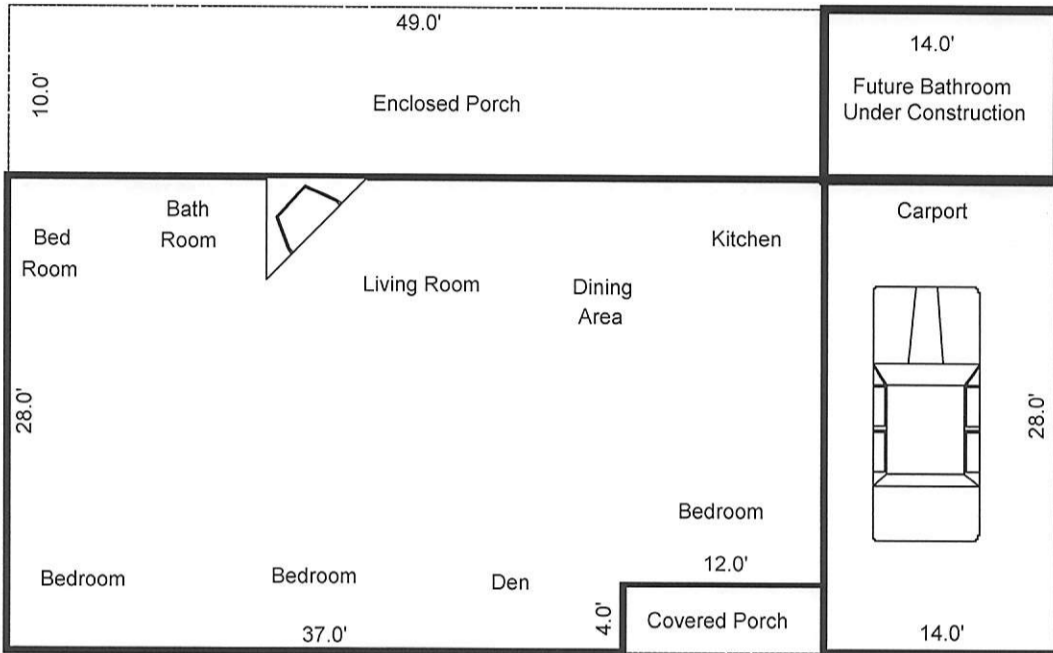 49.0'
14.0'
10.0'
Enclosed Porch
Future Bathroom
Under Construction
Bed
Room
Bath
Room
Living Room
Dining
Area
Kitchen
Carport
28.0'
28.0'
Bedroom
12.0'
Bedroom
Bedroom
Den
4.0'
Covered Porch
37.0'
14.0'